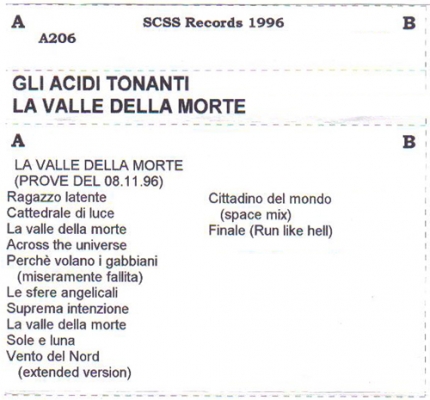 A SCSS Records 1996 B
A206
GLI ACIDI TONANTI
LA VALLE DELLA MORTE
A B
LA VALLE DELLA MORTE
(PROVE DEL 08.11.96)
Ragazzo latente
Cattedrale di luce
La valle della morte
Across the universe
Perchè volano i gabbiani
(miseramente fallita)
Le sfere angelicali
Suprema intenzione
La valle della morte
Sole e luna
Vento del Nord
(extended version)
Cittadino del mondo
(space mix)
Finale (Run like hell)